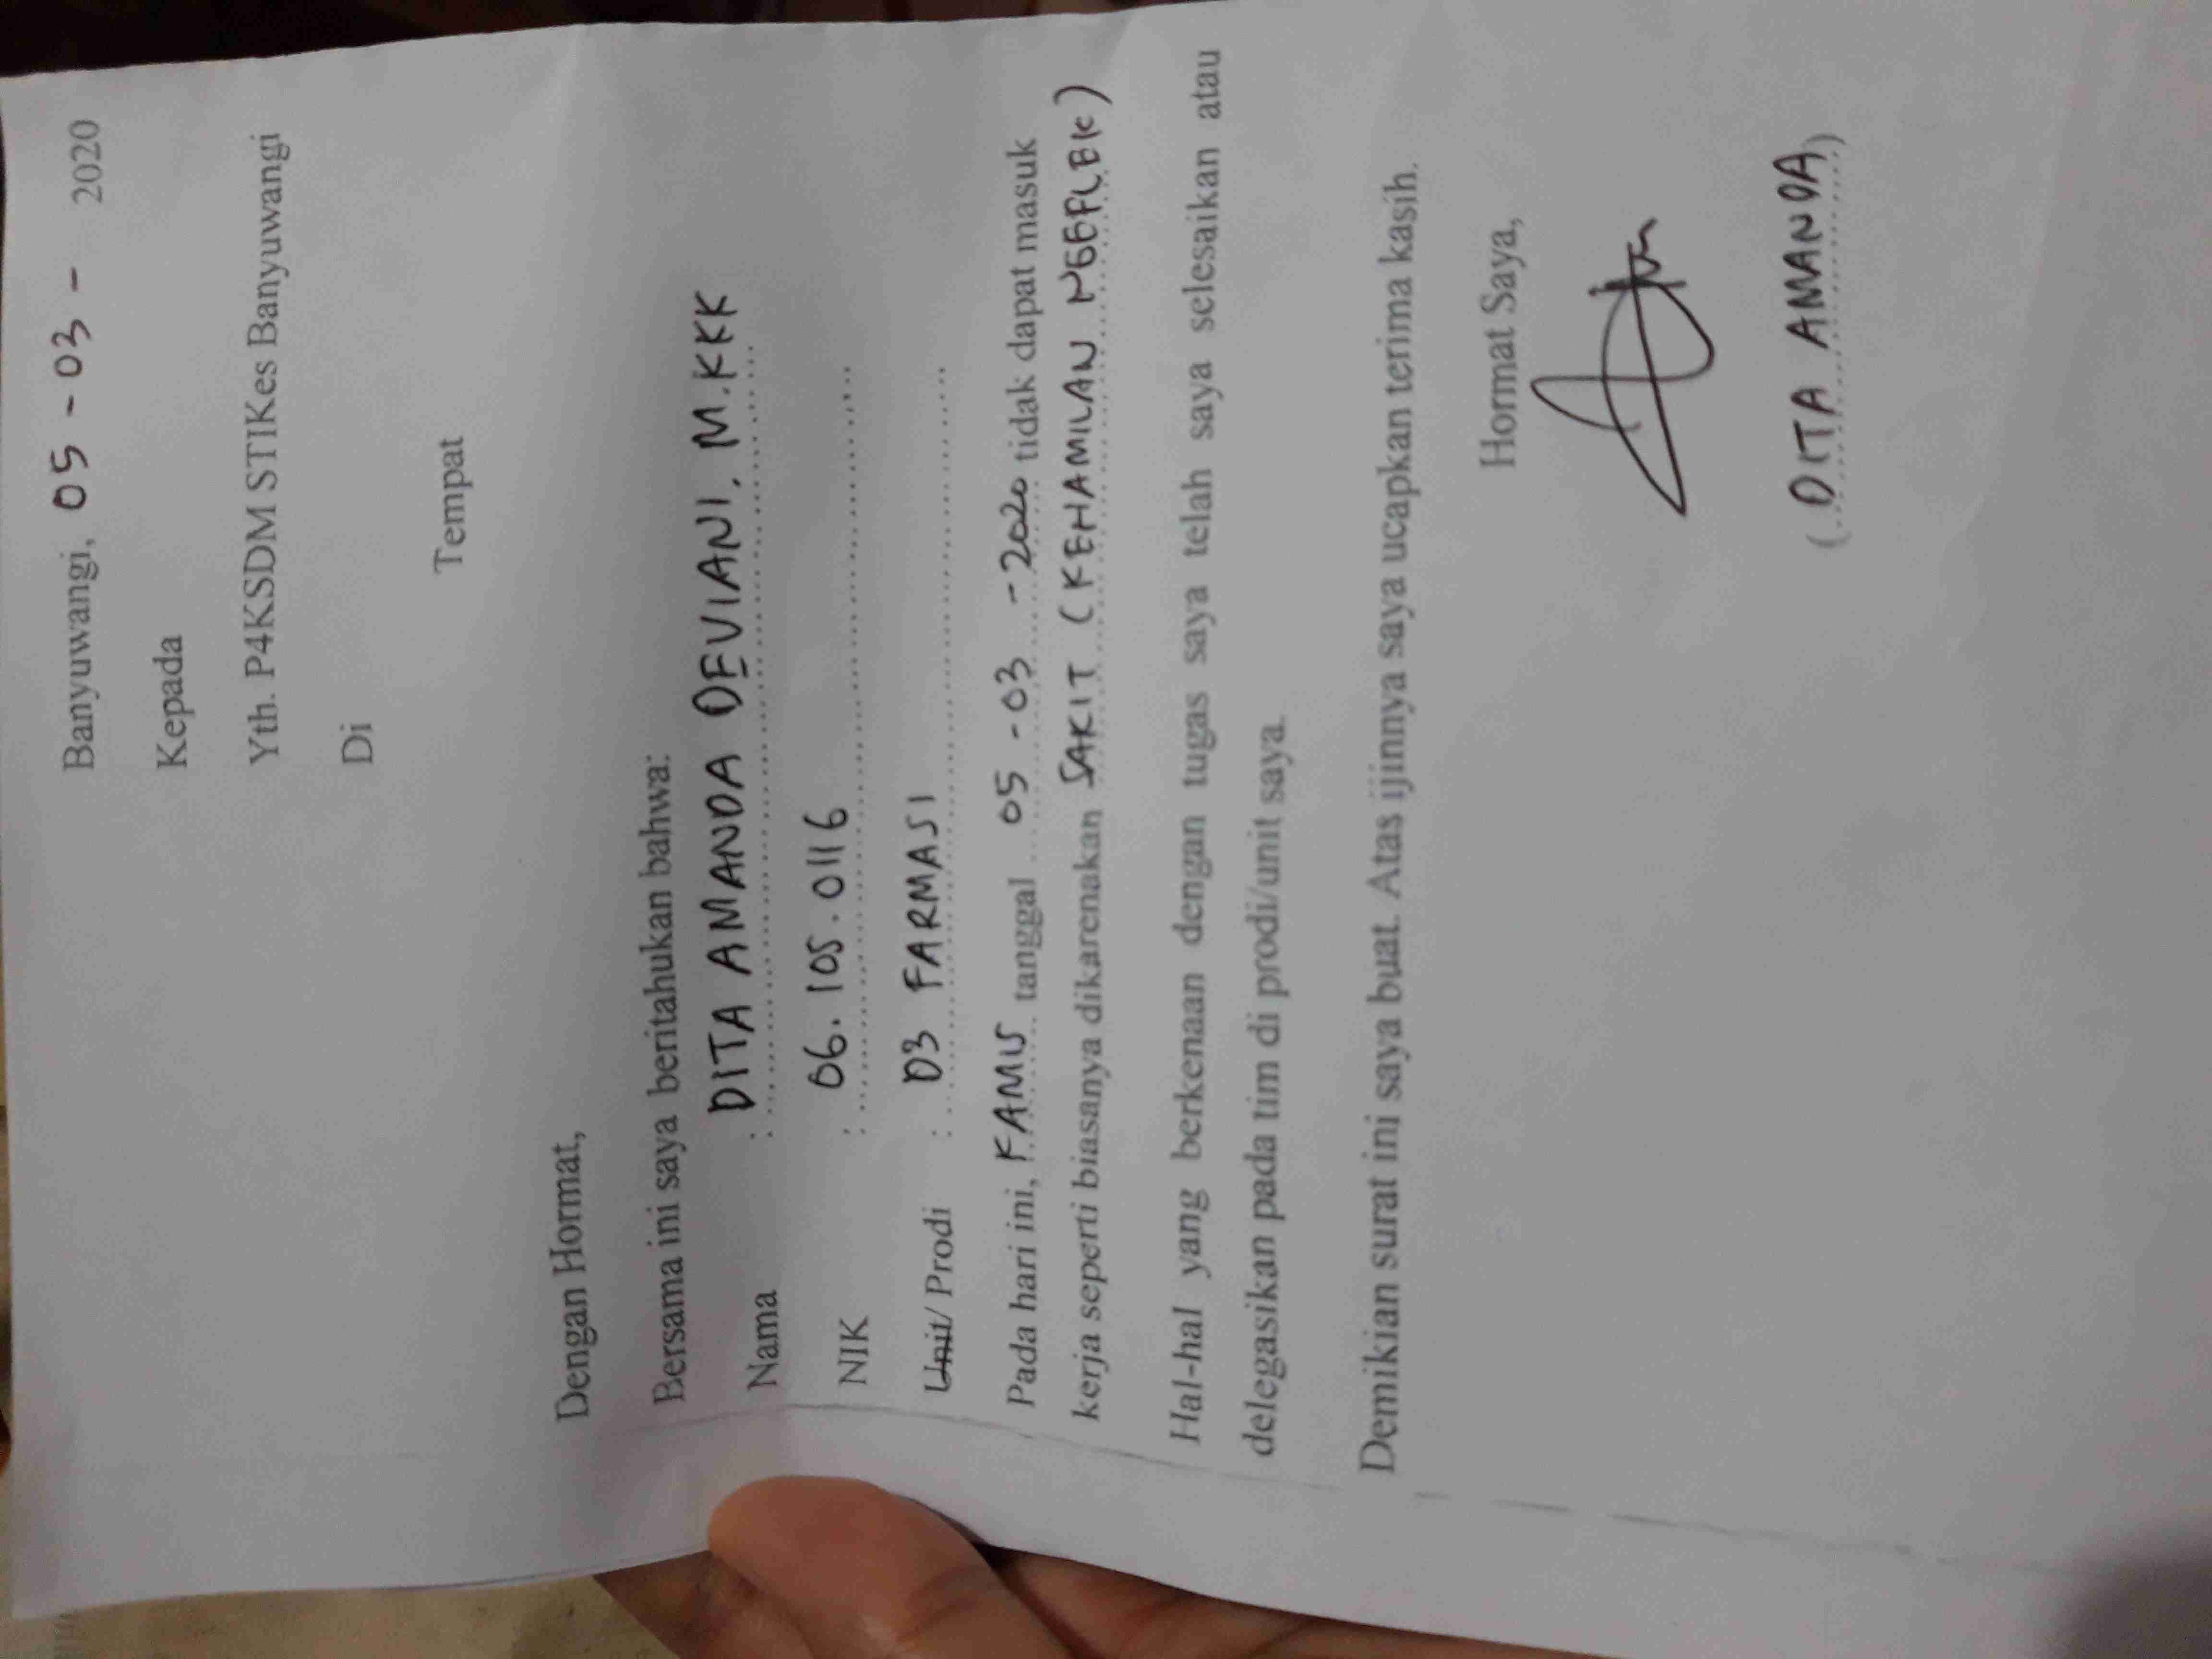 Banyuwangi, 05 - 03 - 2020
Kepada
Yth. P4KSDM STIKes Banyuwangi
Di
Tempat
Dengan Hormat,
Bersama ini saya beritahukan bahwa:
Nama : DITA AMANDA DEVIANI. M.KKK
NIK : 06. 105. 0116
Unit/ Prodi : D3 FARMASI
Pada hari ini, KAMIS tanggal 05 - 03 - 2020 tidak dapat masuk
kerja seperti biasanya dikarenakan SAKIT (KEHAMILAN NGEFLEK)
Hal-hal yang berkenaan dengan tugas saya telah saya selesaikan atau
delegasikan pada tim di prodi/unit saya.
Demikian surat ini saya buat. Atas ijinnya saya ucapkan terima kasih.
Hormat Saya,
(DITA AMANDA)